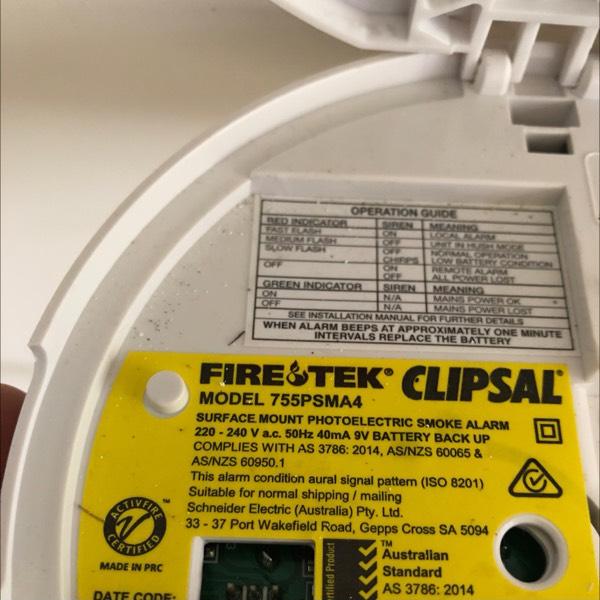 OPERATION GUIDE
RED INDICATOR SIREN MEANING
FAST FLASH ON LOCAL ALARM
MEDIUM FLASH OFF UNIT IN HUSH MODE
SLOW FLASH OFF NORMAL OPERATION
CHIRPS LOW BATTERY CONDITION
OFF ON REMOTE ALARM
OFF ALL POWER LOST
GREEN INDICATOR SIREN MEANING
ON N/A MAINS POWER OK
OFF N/A MAINS POWER LOST
SEE INSTALLATION MANUAL FOR FURTHER DETAILS
WHEN ALARM BEEPS AT APPROXIMATELY ONE MINUTE
INTERVALS REPLACE THE BATTERY
FIRETEK® CLIPSAL®
MODEL 755PSMA4
SURFACE MOUNT PHOTOELECTRIC SMOKE ALARM
220 - 240 V a.c. 50Hz 40mA 9V BATTERY BACK UP
COMPLIES WITH AS 3786: 2014, AS/NZS 60065 &
AS/NZS 60950.1
This alarm condition aural signal pattern (ISO 8201)
Suitable for normal shipping / mailing
Schneider Electric (Australia) Pty. Ltd.
33 - 37 Port Wakefield Road, Gepps Cross SA 5094
ACTIVFIRE™
CERTIFIED
MADE IN PRC
DATE CODE:
Certified Product
™
Australian
Standard
AS 3786: 2014